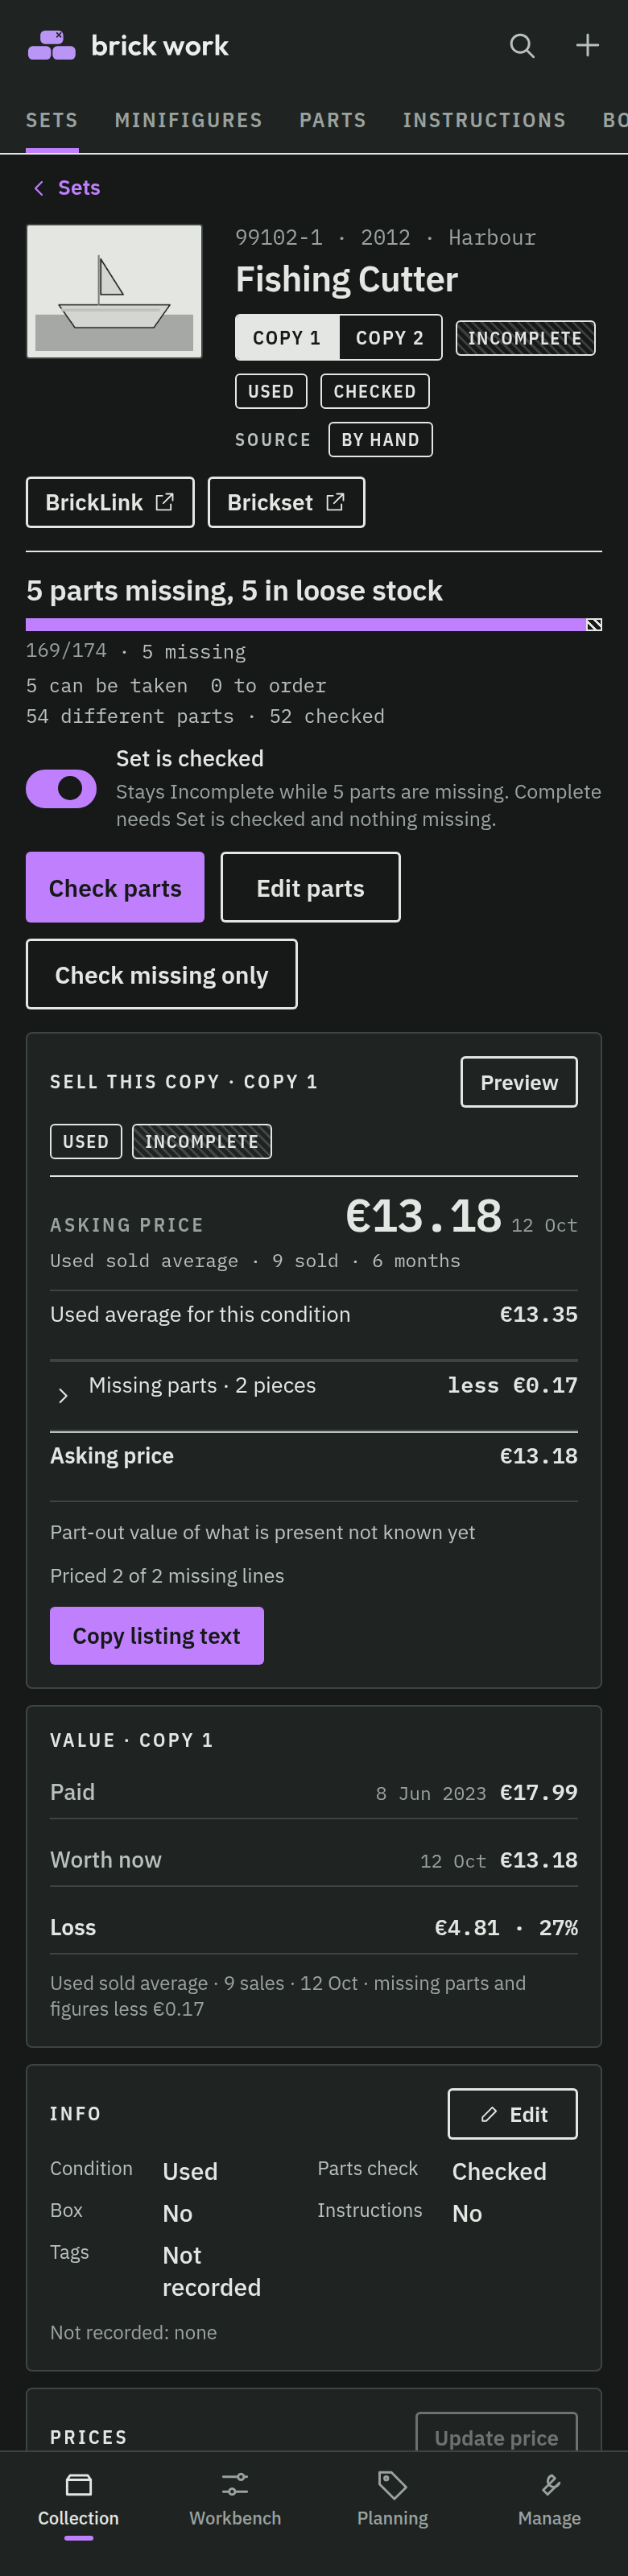 brick work
SETS MINIFIGURES PARTS INSTRUCTIONS BO
Sets
99102-1 · 2012 · Harbour
Fishing Cutter
COPY 1 COPY 2 INCOMPLETE
USED CHECKED
SOURCE BY HAND
BrickLink Brickset
5 parts missing, 5 in loose stock
169/174 · 5 missing
5 can be taken 0 to order
54 different parts · 52 checked
Set is checked
Stays Incomplete while 5 parts are missing. Complete
needs Set is checked and nothing missing.
Check parts Edit parts
Check missing only
SELL THIS COPY · COPY 1 Preview
USED INCOMPLETE
ASKING PRICE €13.18 12 Oct
Used sold average · 9 sold · 6 months
Used average for this condition €13.35
Missing parts · 2 pieces less €0.17
Asking price €13.18
Part-out value of what is present not known yet
Priced 2 of 2 missing lines
Copy listing text
VALUE · COPY 1
Paid 8 Jun 2023 €17.99
Worth now 12 Oct €13.18
Loss €4.81 · 27%
Used sold average · 9 sales · 12 Oct · missing parts and
figures less €0.17
INFO Edit
Condition Used Parts check Checked
Box No Instructions No
Tags Not
recorded
Not recorded: none
PRICES Update price
Collection Workbench Planning Manage